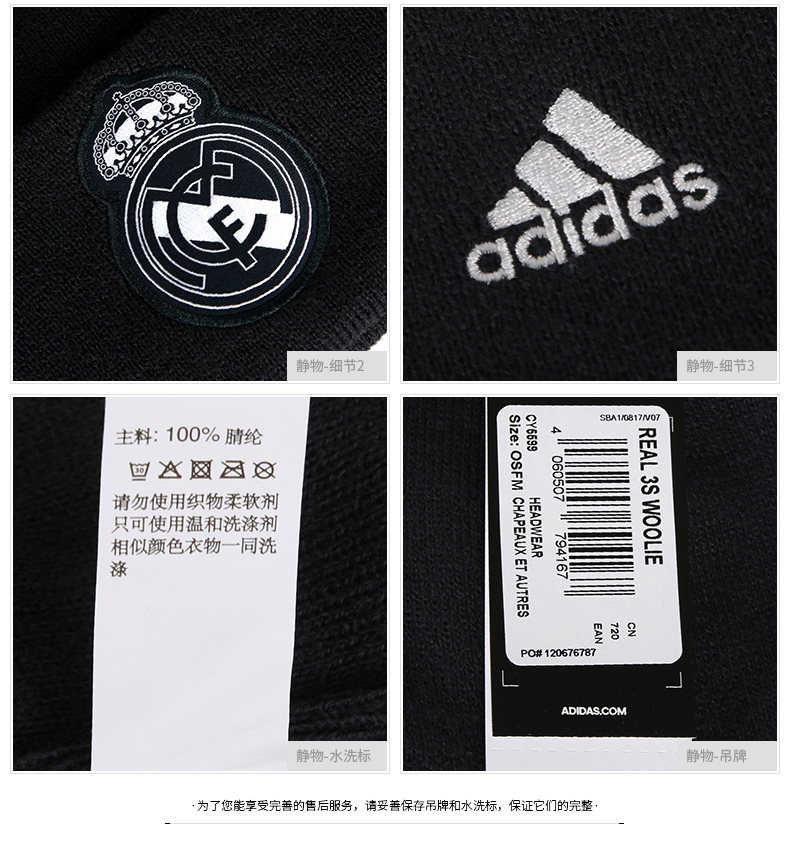 静物-细节2
adidas
静物-细节3
主料: 100% 腈纶
30
请勿使用织物柔软剂
只可使用温和洗涤剂
相似颜色衣物一同洗
涤
静物-水洗标
SBA1/0817/V07
REAL 3S WOOLIE
4 060507 794167
HEADWEAR
CHAPEAUX ET AUTRES
CY5599
Size: OSFM
CN
720
EAN
PO# 120676787
ADIDAS.COM
静物-吊牌
·为了您能享受完善的售后服务，请妥善保存吊牌和水洗标，保证它们的完整·